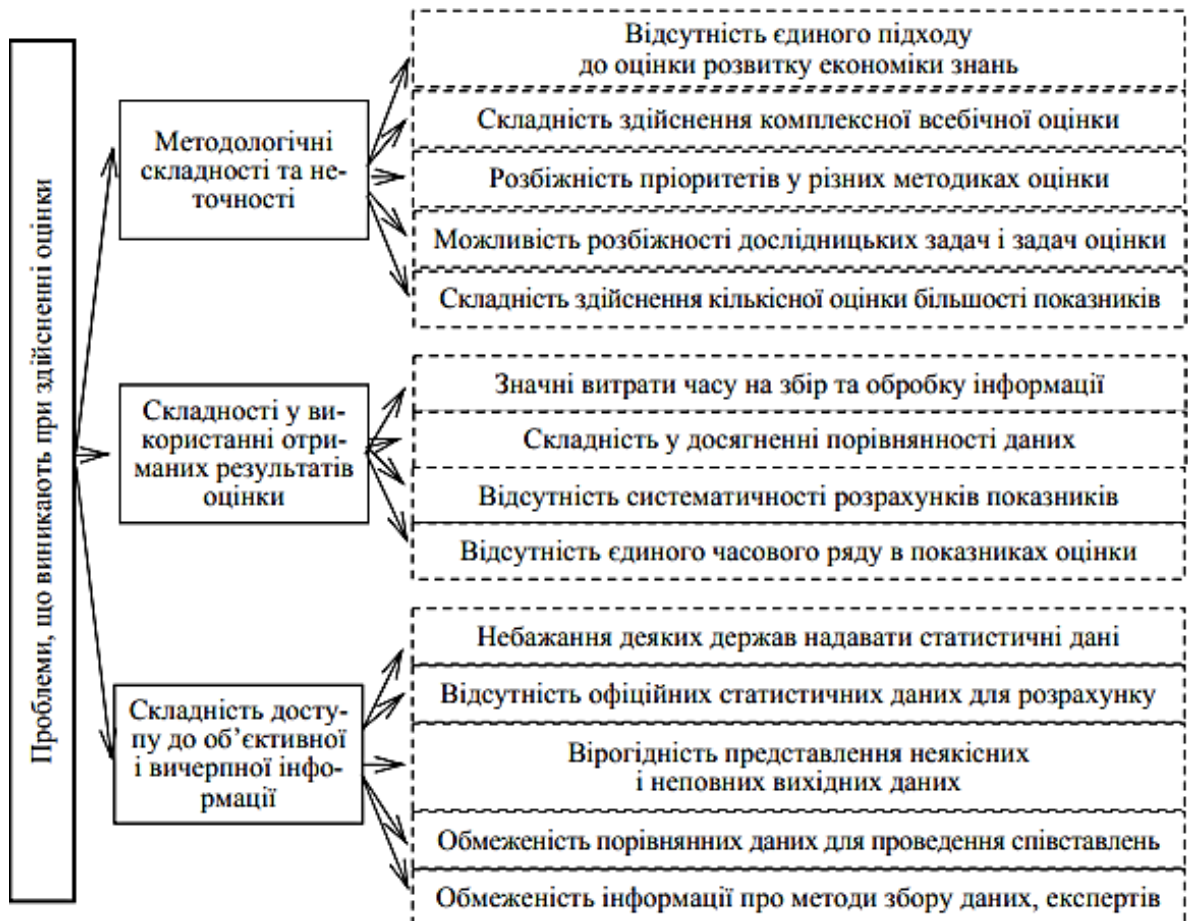 Проблеми, що виникають при здійсненні оцінки
Методологічні
складності та не-
точності
Відсутність єдиного підходу
до оцінки розвитку економіки знань
Складність здійснення комплексної всебічної оцінки
Розбіжність пріоритетів у різних методиках оцінки
Можливість розбіжності дослідницьких задач і задач оцінки
Складність здійснення кількісної оцінки більшості показників
Складності у ви-
користанні отри-
маних результатів
оцінки
Значні витрати часу на збір та обробку інформації
Складність у досягненні порівнянності даних
Відсутність систематичності розрахунків показників
Відсутність єдиного часового ряду в показниках оцінки
Складність досту-
пу до об’єктивної
і вичерпної інфо-
рмації
Небажання деяких держав надавати статистичні дані
Відсутність офіційних статистичних даних для розрахунку
Вірогідність представлення неякісних
і неповних вихідних даних
Обмеженість порівнянних даних для проведення співставлень
Обмеженість інформації про методи збору даних, експертів